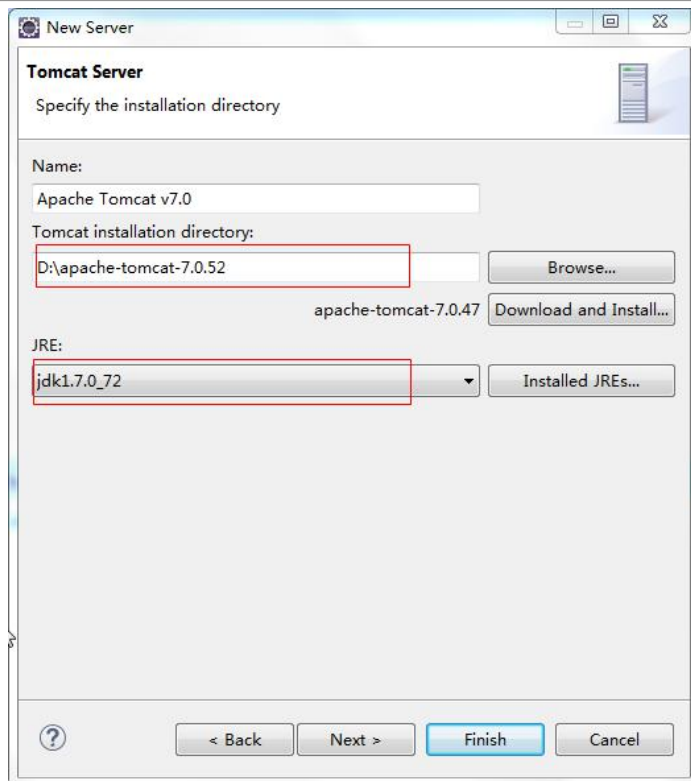 New Server
Tomcat Server
Specify the installation directory
Name:
Apache Tomcat v7.0
Tomcat installation directory:
D:\apache-tomcat-7.0.52
Browse...
apache-tomcat-7.0.47 Download and Install...
JRE:
jdk1.7.0_72
Installed JREs...
?
< Back Next > Finish Cancel